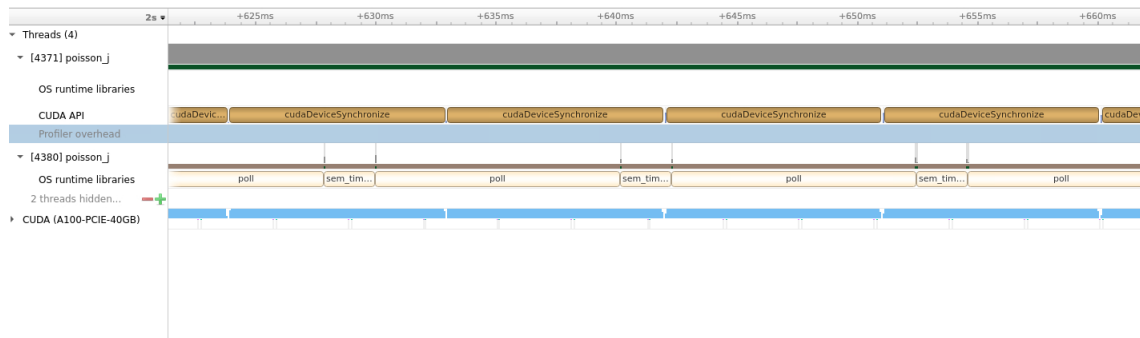 2s +625ms +630ms +635ms +640ms +645ms +650ms +655ms +660ms
Threads (4)
[4371] poisson_j
OS runtime libraries
CUDA API cudaDevic... cudaDeviceSynchronize cudaDeviceSynchronize cudaDeviceSynchronize cudaDeviceSynchronize cudaDev
Profiler overhead
[4380] poisson_j
OS runtime libraries poll sem_tim... poll sem_tim... poll sem_tim... poll
2 threads hidden...
CUDA (A100-PCIE-40GB)